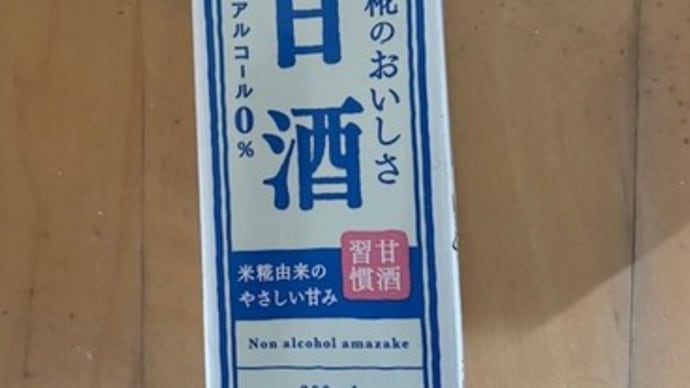 糀のおいしさ
甘酒
アルコール0%
甘酒
習慣
米糀由来の
やさしい甘み
Non alcohol amazake